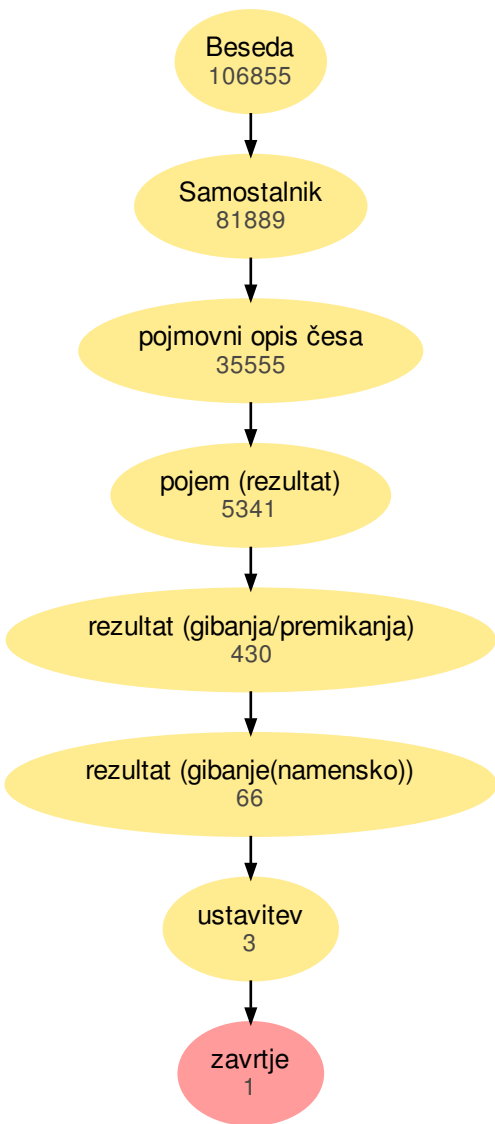 Beseda
106855
Samostalnik
81889
pojmovni opis česa
35555
pojem (rezultat)
5341
rezultat (gibanja/premikanja)
430
rezultat (gibanje(namensko))
66
ustavitev
3
zavrtje
1